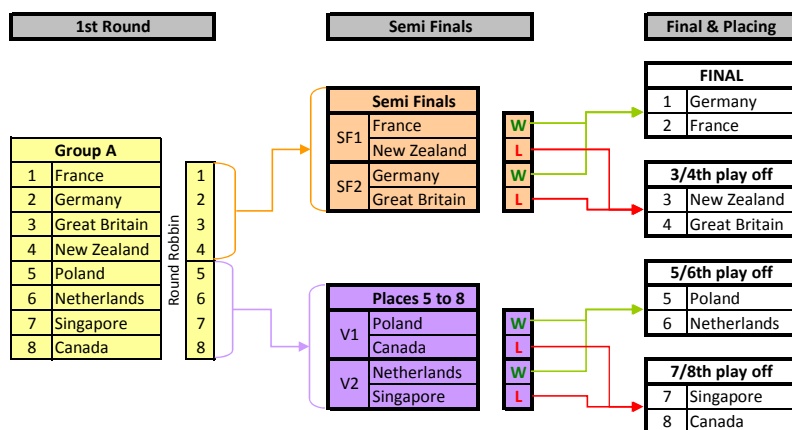 1st Round
Semi Finals
Final & Placing
Group A
1 France
2 Germany
3 Great Britain
4 New Zealand
5 Poland
6 Netherlands
7 Singapore
8 Canada
Round Robbin
1
2
3
4
5
6
7
8
Semi Finals
SF1
France W
New Zealand L
SF2
Germany W
Great Britain L
Places 5 to 8
V1
Poland W
Canada L
V2
Netherlands W
Singapore L
FINAL
1 Germany
2 France
3/4th play off
3 New Zealand
4 Great Britain
5/6th play off
5 Poland
6 Netherlands
7/8th play off
7 Singapore
8 Canada